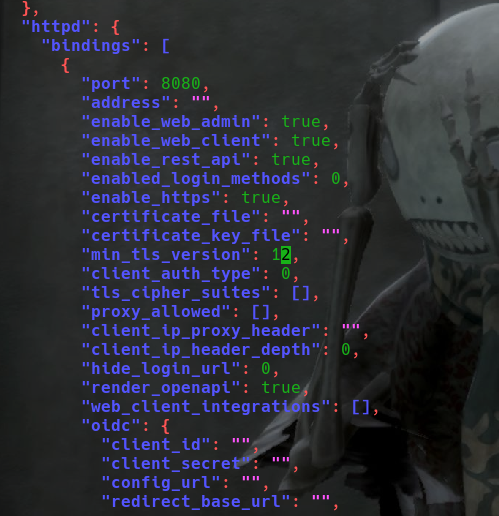 },
"httpd": {
"bindings": [
{
"port": 8080,
"address": "",
"enable_web_admin": true,
"enable_web_client": true,
"enable_rest_api": true,
"enabled_login_methods": 0,
"enable_https": true,
"certificate_file": "",
"certificate_key_file": "",
"min_tls_version": 12,
"client_auth_type": 0,
"tls_cipher_suites": [],
"proxy_allowed": [],
"client_ip_proxy_header": "",
"client_ip_header_depth": 0,
"hide_login_url": 0,
"render_openapi": true,
"web_client_integrations": [],
"oidc": {
"client_id": "",
"client_secret": "",
"config_url": "",
"redirect_base_url": "",